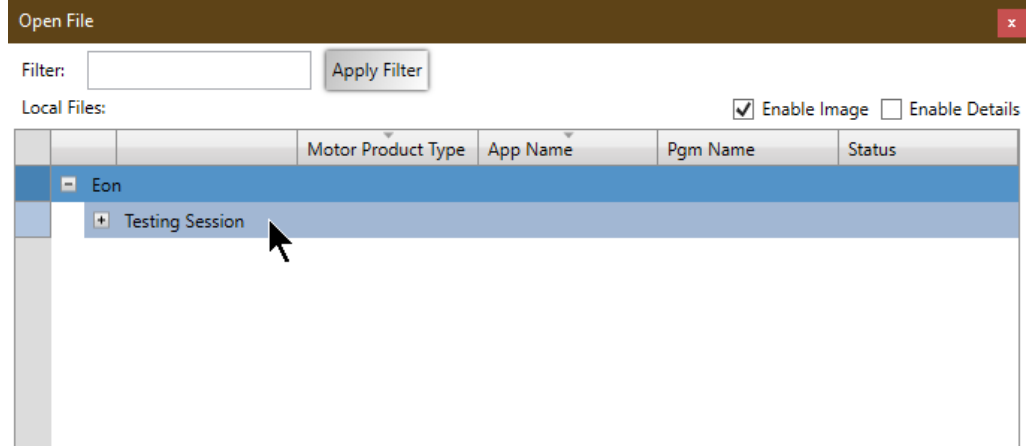 Open File
x
Filter:
Apply Filter
Local Files:
Enable Image
Enable Details
Motor Product Type
App Name
Pgm Name
Status
Eon
Testing Session